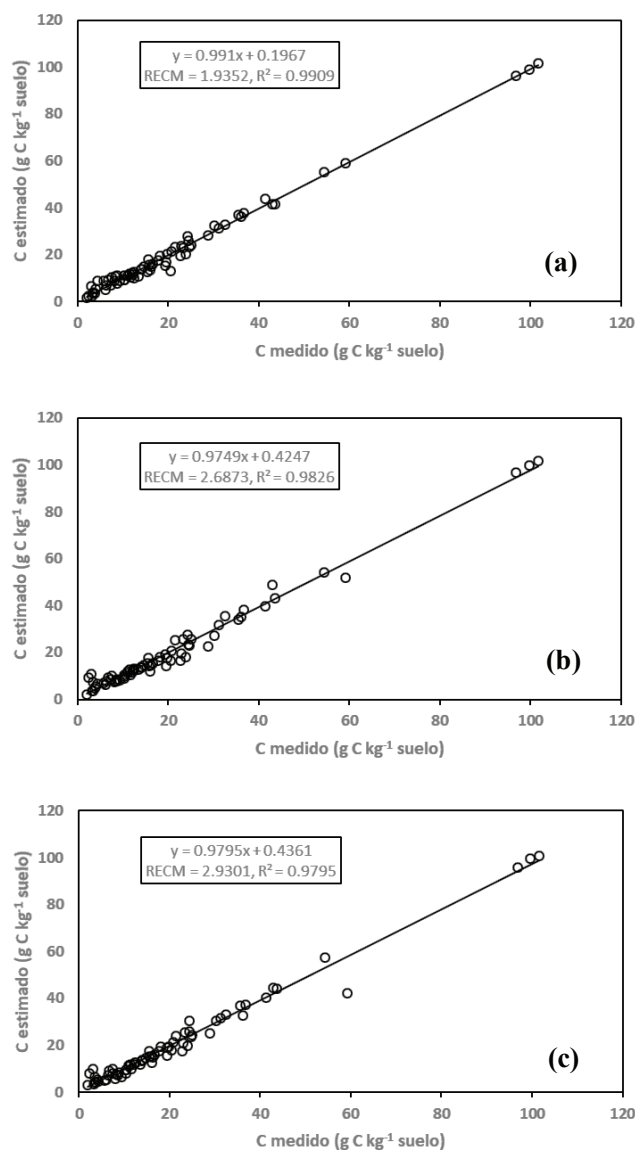 120
y = 0.991x + 0.1967
RECM = 1.9352, R² = 0.9909
100
80
60
40
20
0
C estimado (g C kg⁻¹ suelo)
(a)
0 20 40 60 80 100 120
C medido (g C kg⁻¹ suelo)
120
y = 0.9749x + 0.4247
RECM = 2.6873, R² = 0.9826
100
80
60
40
20
0
C estimado (g C kg⁻¹ suelo)
(b)
0 20 40 60 80 100 120
C medido (g C kg⁻¹ suelo)
120
y = 0.9795x + 0.4361
RECM = 2.9301, R² = 0.9795
100
80
60
40
20
0
C estimado (g C kg⁻¹ suelo)
(c)
0 20 40 60 80 100 120
C medido (g C kg⁻¹ suelo)